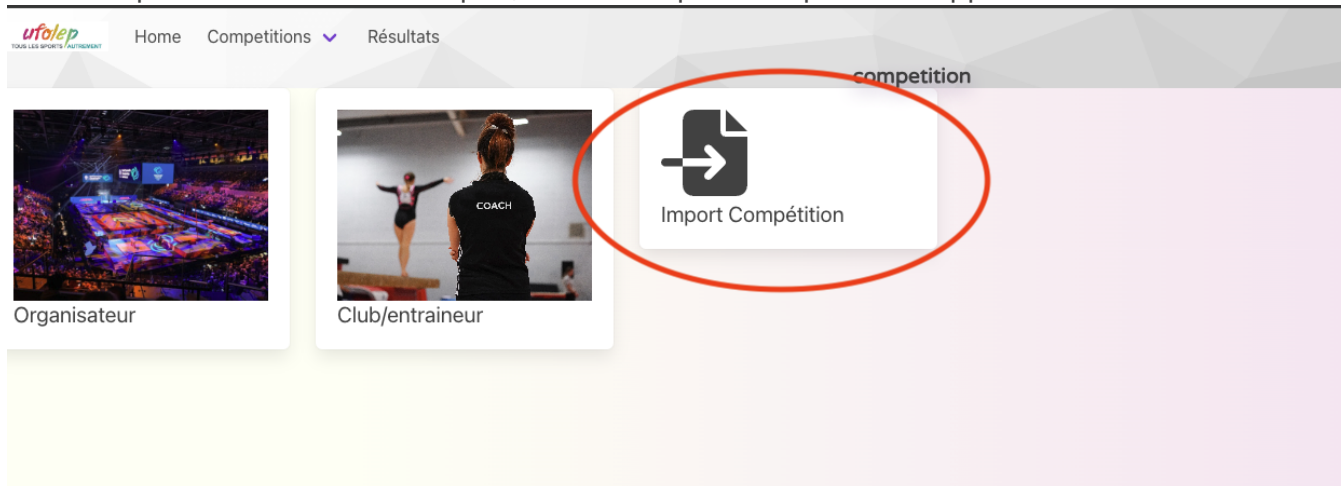 ufolep
TOUS LES SPORTS AUTREMENT
Home Competitions Résultats
competition
COACH
Import Compétition
Organisateur
Club/entraineur